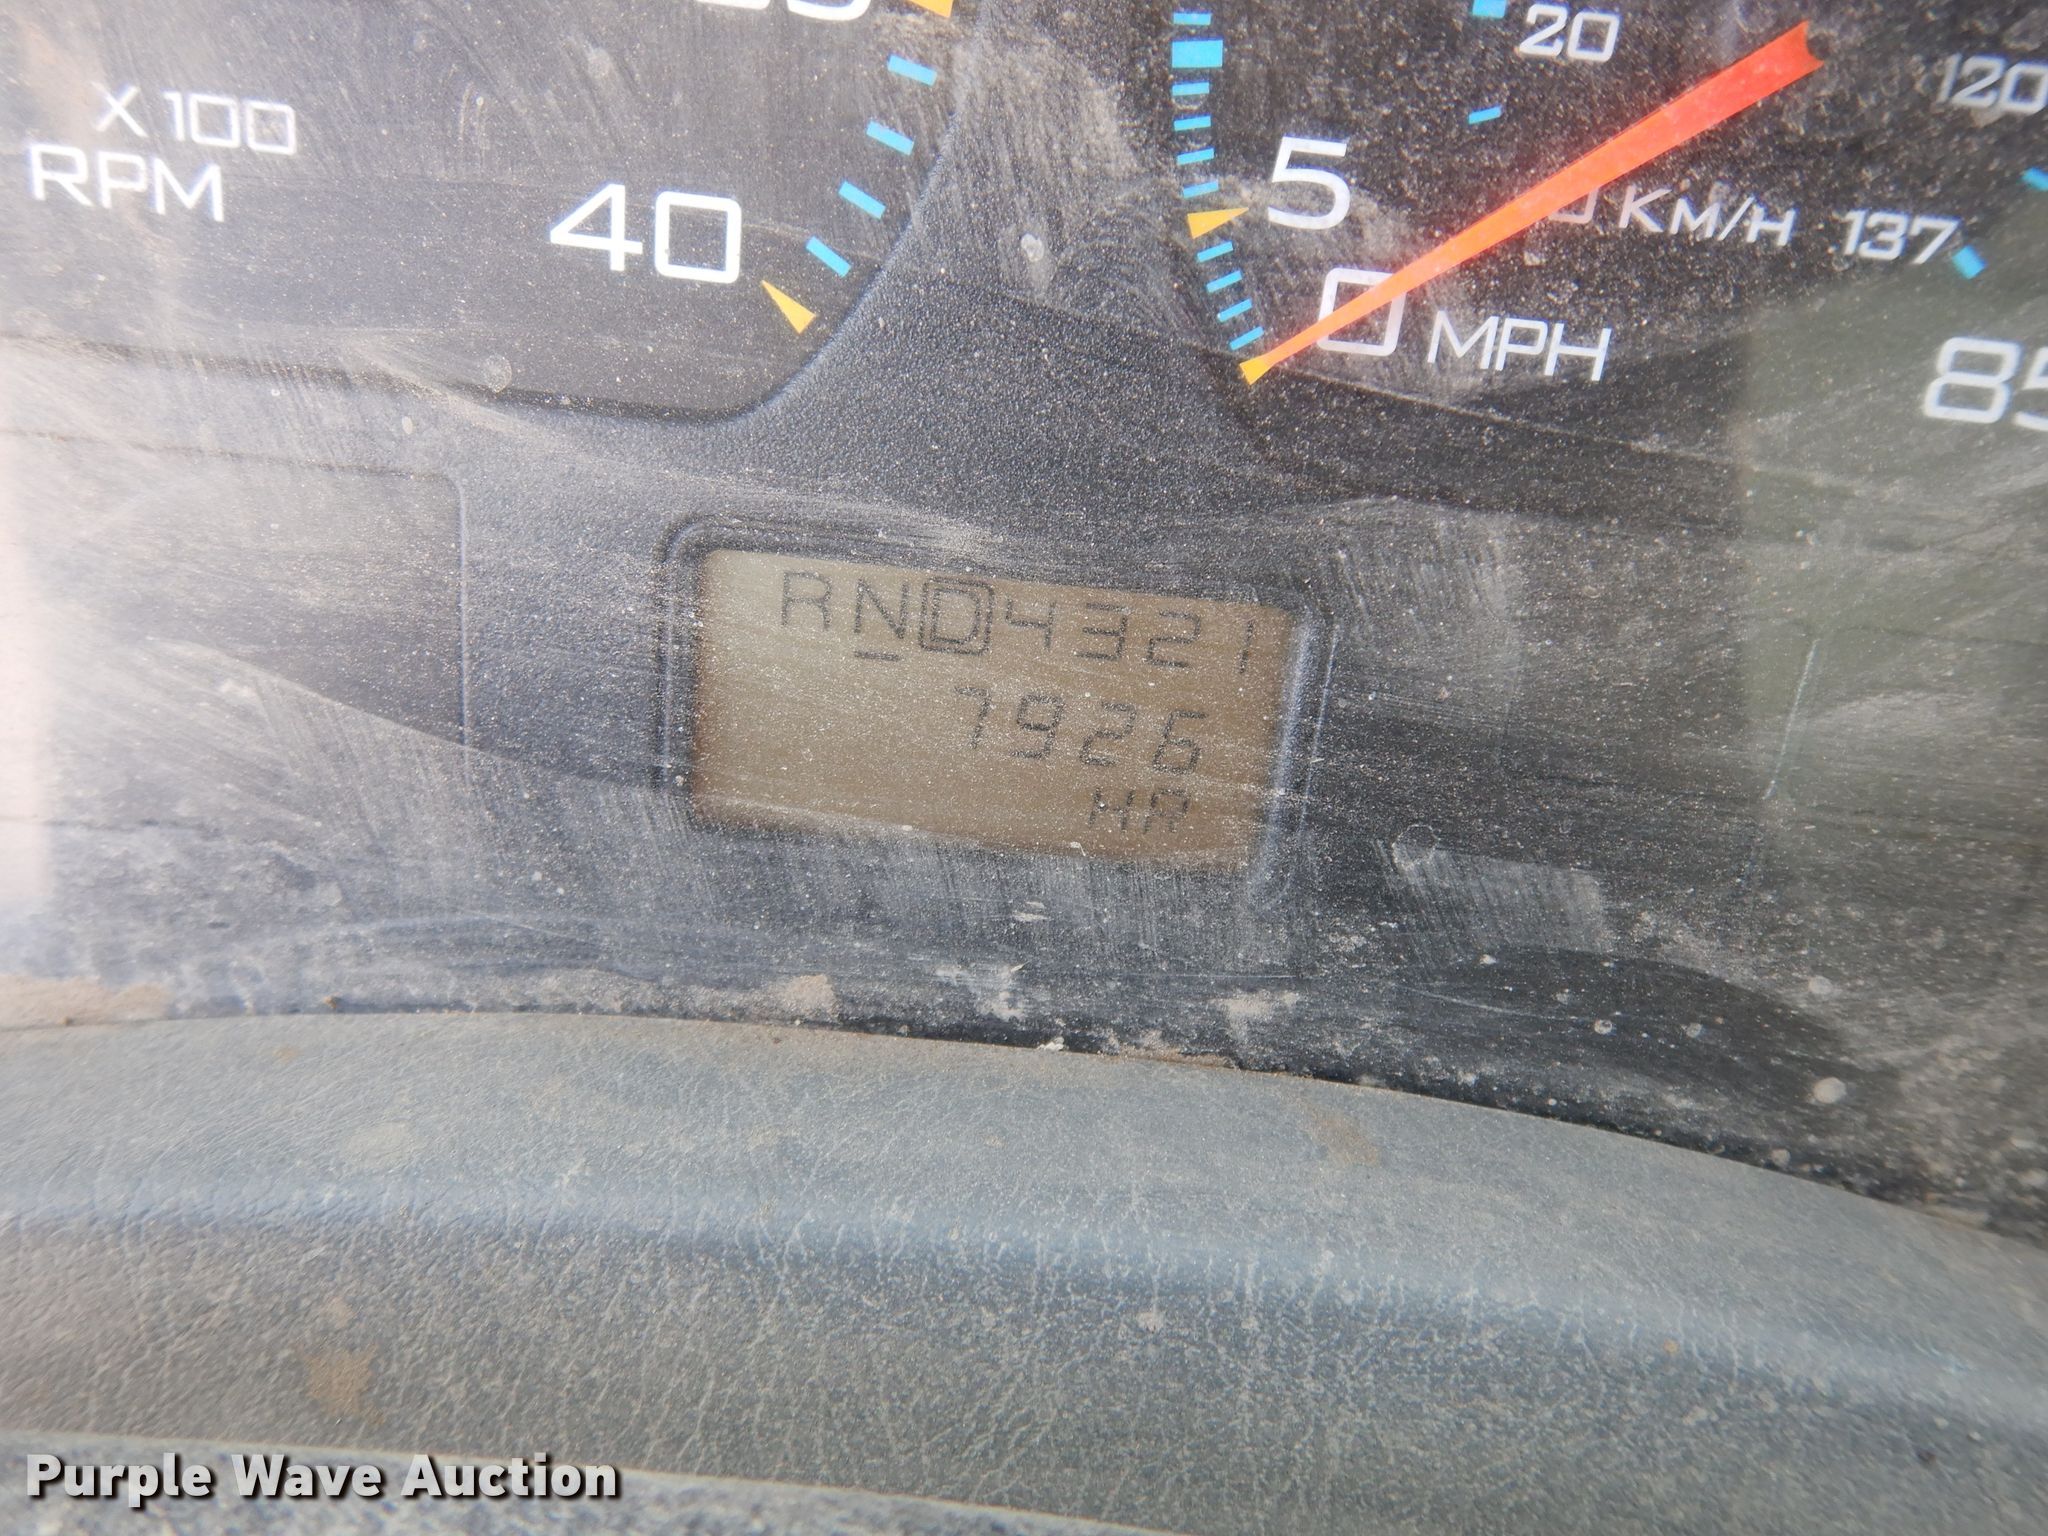 X 100
RPM
40
20
120
5
KM/H 137
0 MPH
85
RND4321
7926
HR
Purple Wave Auction